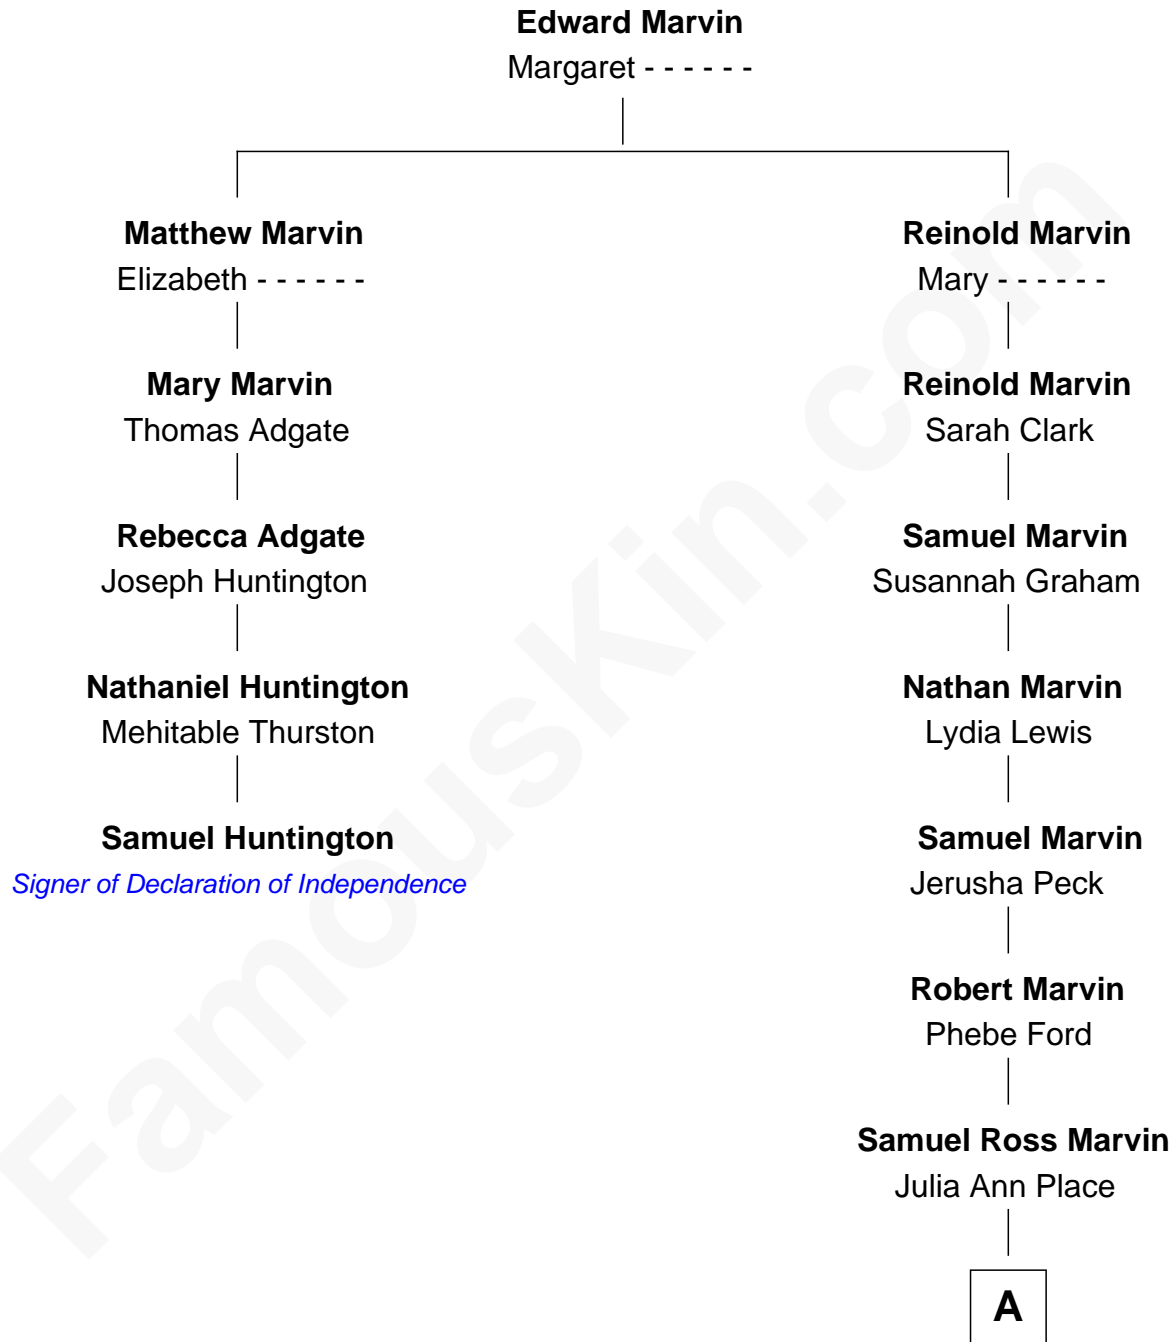 Edward Marvin
Margaret - - - - - -
Matthew Marvin
Elizabeth - - - - - -
Mary Marvin
Thomas Adgate
Rebecca Adgate
Joseph Huntington
Nathaniel Huntington
Mehitable Thurston
Samuel Huntington
Signer of Declaration of Independence
Reinold Marvin
Mary - - - - - -
Reinold Marvin
Sarah Clark
Samuel Marvin
Susannah Graham
Nathan Marvin
Lydia Lewis
Samuel Marvin
Jerusha Peck
Robert Marvin
Phebe Ford
Samuel Ross Marvin
Julia Ann Place
A
FamousKin.com